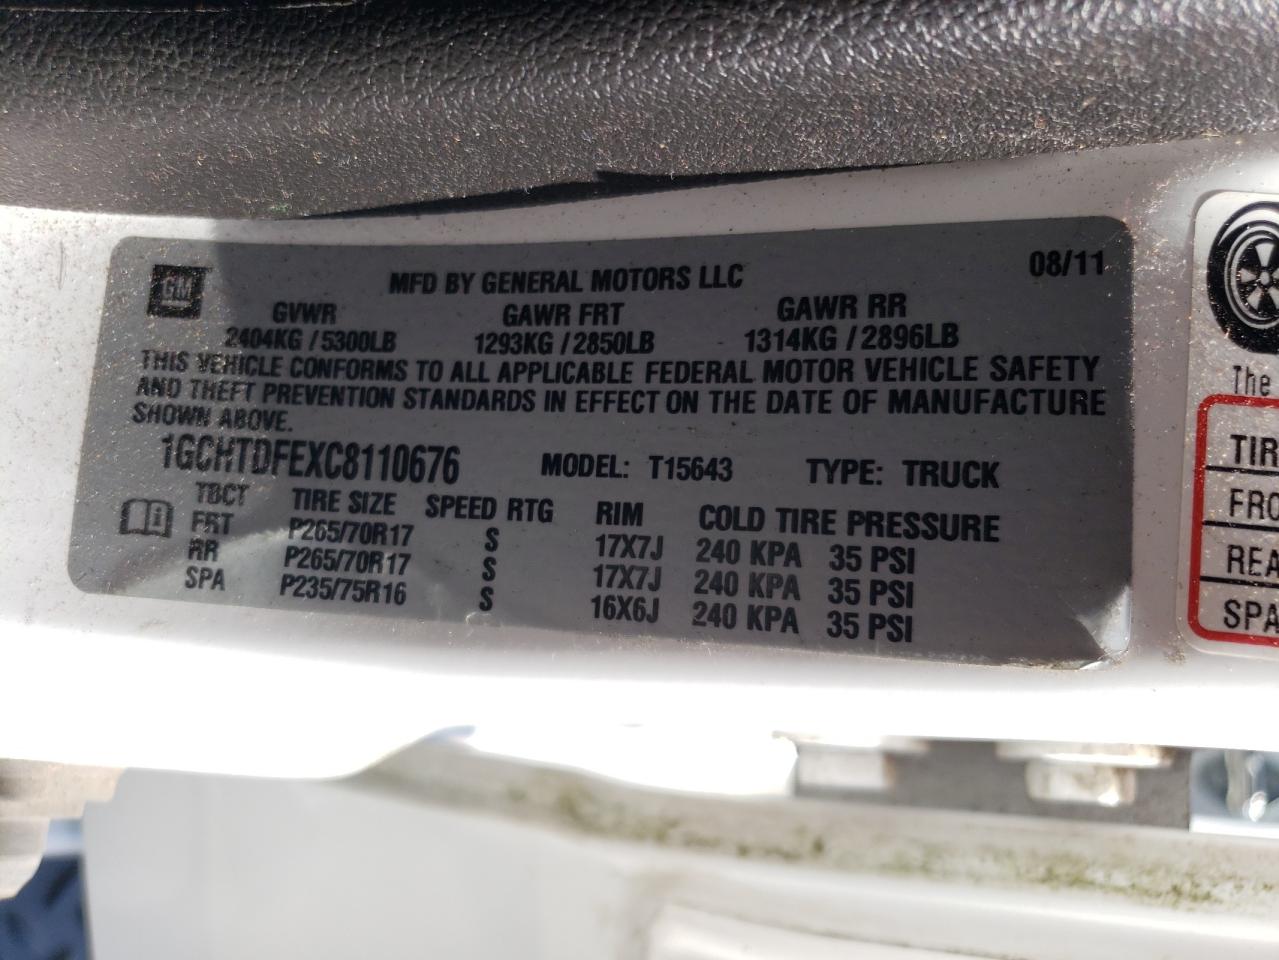 GM
MFD BY GENERAL MOTORS LLC 08/11
GVWR GAWR FRT GAWR RR
2404KG / 5300LB 1293KG / 2850LB 1314KG / 2896LB
THIS VEHICLE CONFORMS TO ALL APPLICABLE FEDERAL MOTOR VEHICLE SAFETY
AND THEFT PREVENTION STANDARDS IN EFFECT ON THE DATE OF MANUFACTURE
SHOWN ABOVE.
1GCHTDFEXC8110676 MODEL: T15643 TYPE: TRUCK
TBCT TIRE SIZE SPEED RTG RIM COLD TIRE PRESSURE
FRT P265/70R17 S 17X7J 240 KPA 35 PSI
RR P265/70R17 S 17X7J 240 KPA 35 PSI
SPA P235/75R16 S 16X6J 240 KPA 35 PSI
The
TIR
FRO
REA
SPA